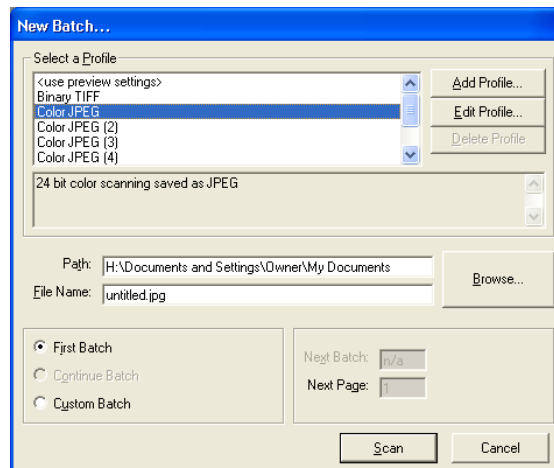 New Batch...
Select a Profile
<use preview settings>
Binary TIFF
Color JPEG
Color JPEG (2)
Color JPEG (3)
Color JPEG (4)
Add Profile...
Edit Profile...
Delete Profile
24 bit color scanning saved as JPEG
Path: H:\Documents and Settings\Owner\My Documents
File Name: untitled.jpg
Browse...
First Batch
Continue Batch
Custom Batch
Next Batch: n/a
Next Page: 1
Scan Cancel